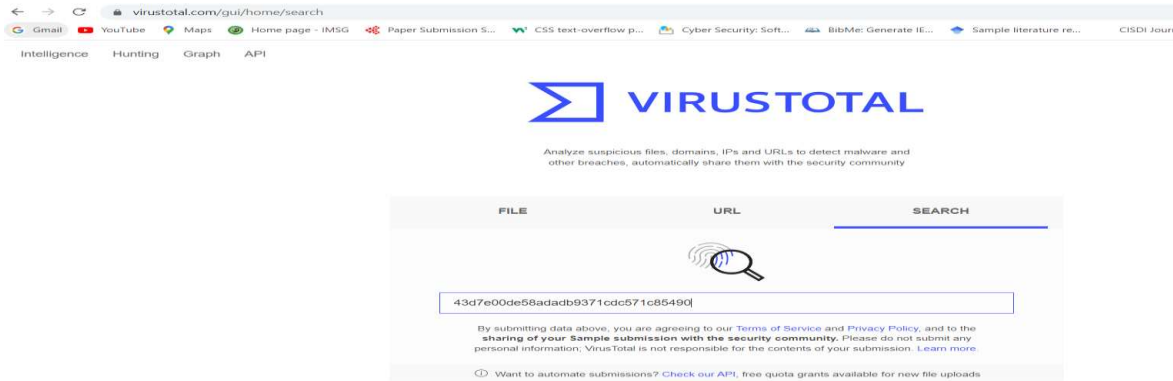 virustotal.com/gui/home/search
Gmail YouTube Maps Home page - IMSG Paper Submission S... CSS text-overflow p... Cyber Security: Soft... BibMe: Generate IE... Sample literature re... CISDI Jour
Intelligence Hunting Graph API
VIRUSTOTAL
Analyze suspicious files, domains, IPs and URLs to detect malware and
other breaches, automatically share them with the security community
FILE URL SEARCH
43d7e00de58adadb9371cdc571c85490
By submitting data above, you are agreeing to our Terms of Service and Privacy Policy, and to the
sharing of your Sample submission with the security community. Please do not submit any
personal information; VirusTotal is not responsible for the contents of your submission. Learn more.
Want to automate submissions? Check our API, free quota grants available for new file uploads